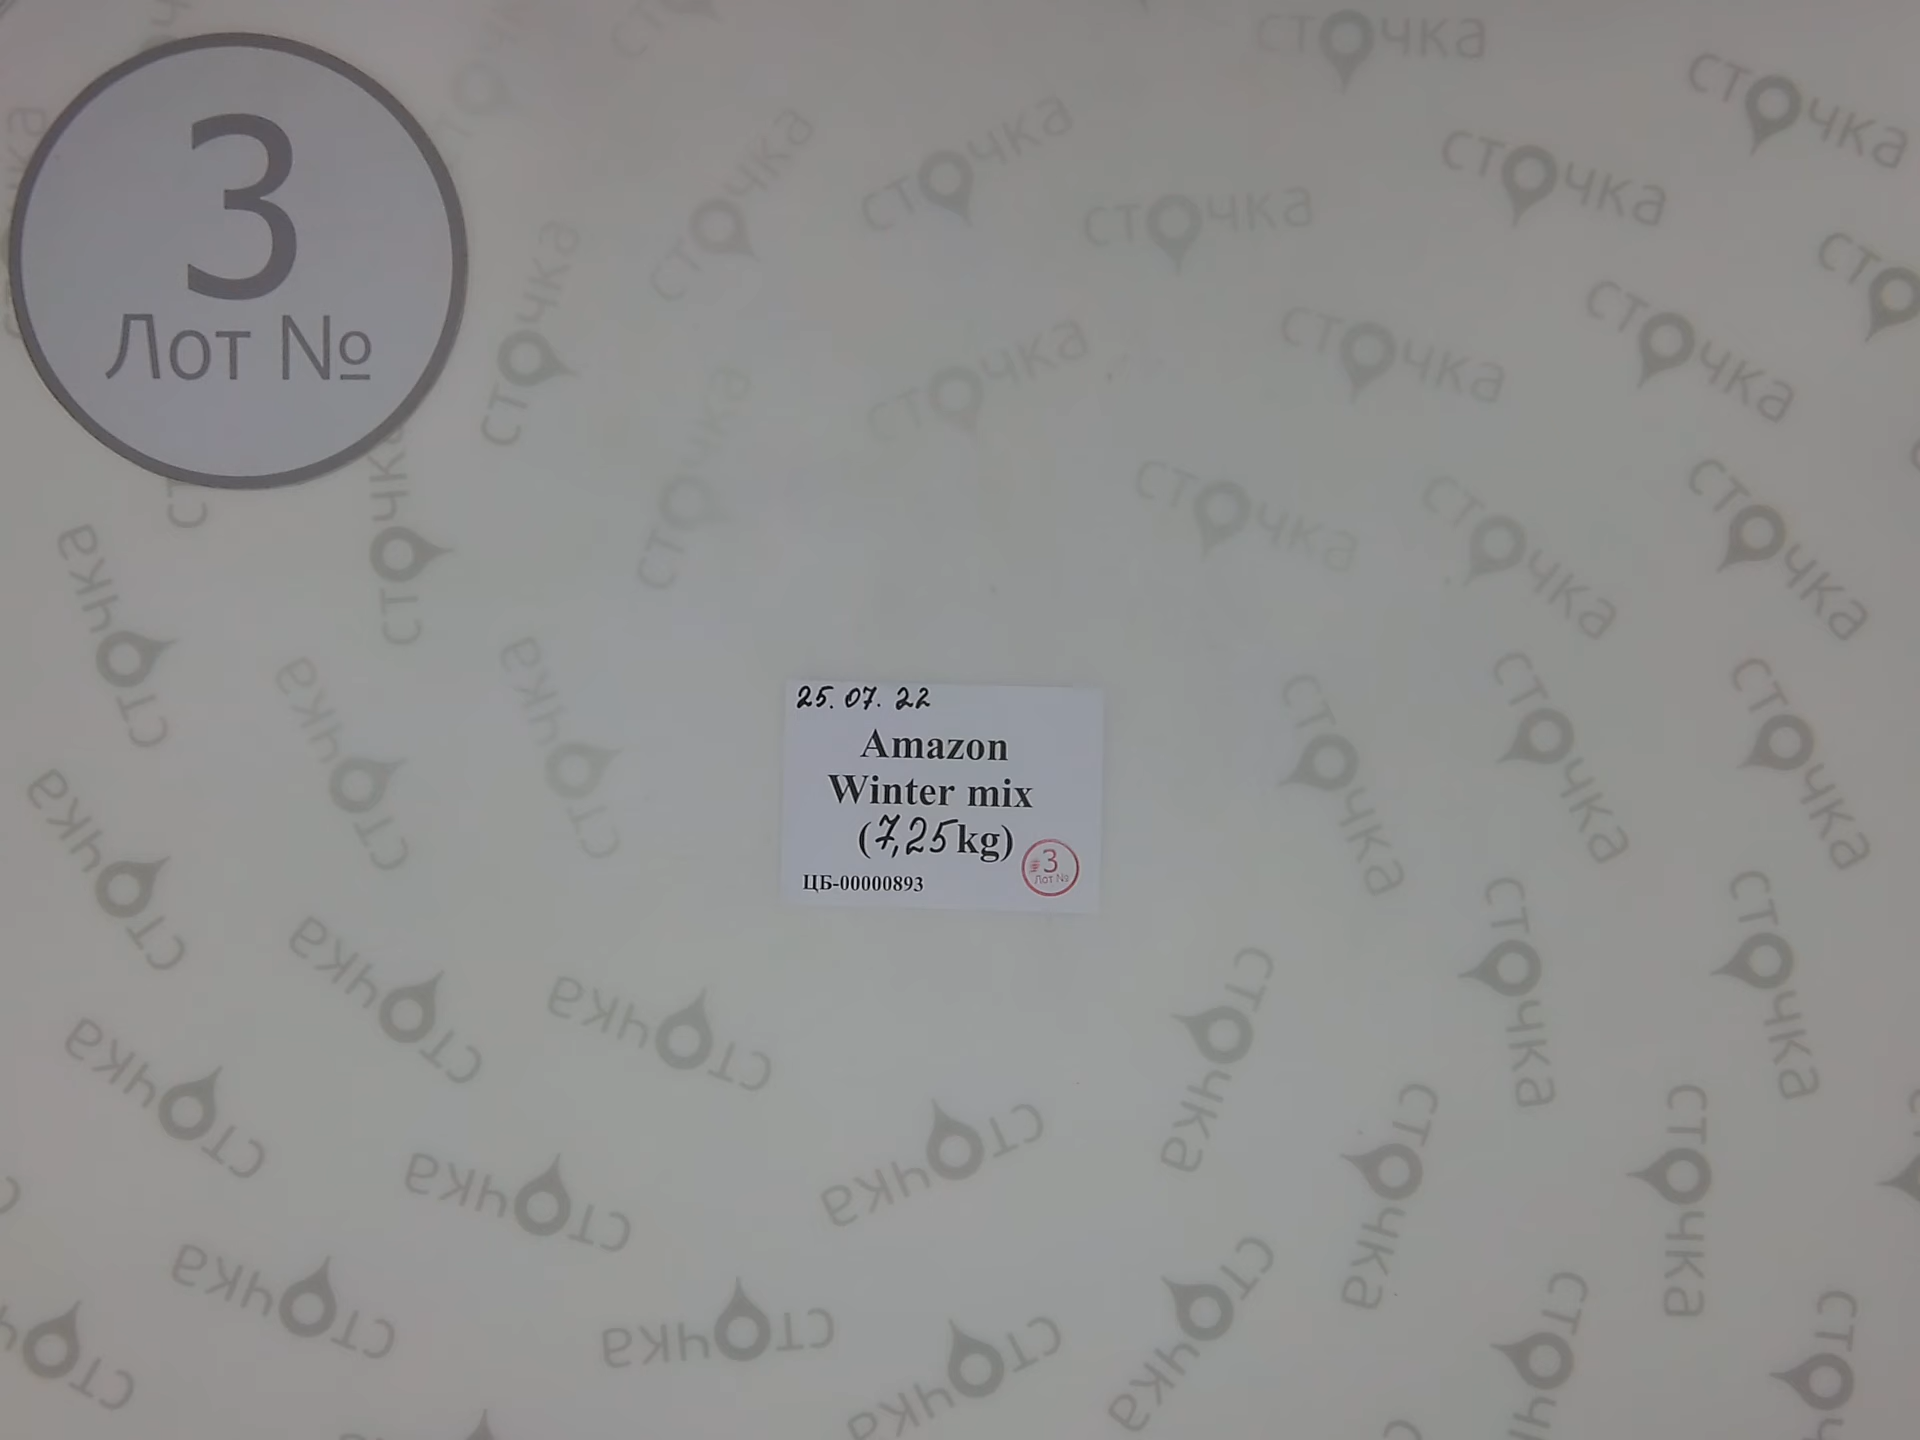 3
Лот №
25.07.22
Amazon
Winter mix
(7,25kg)
ЦБ-00000893
3
Лот №
сточка